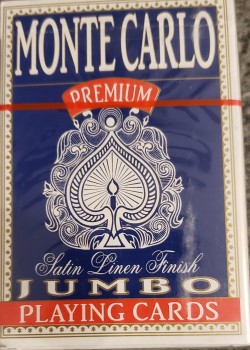 MONTE CARLO
PREMIUM
Satin Linen Finish
JUMBO
PLAYING CARDS